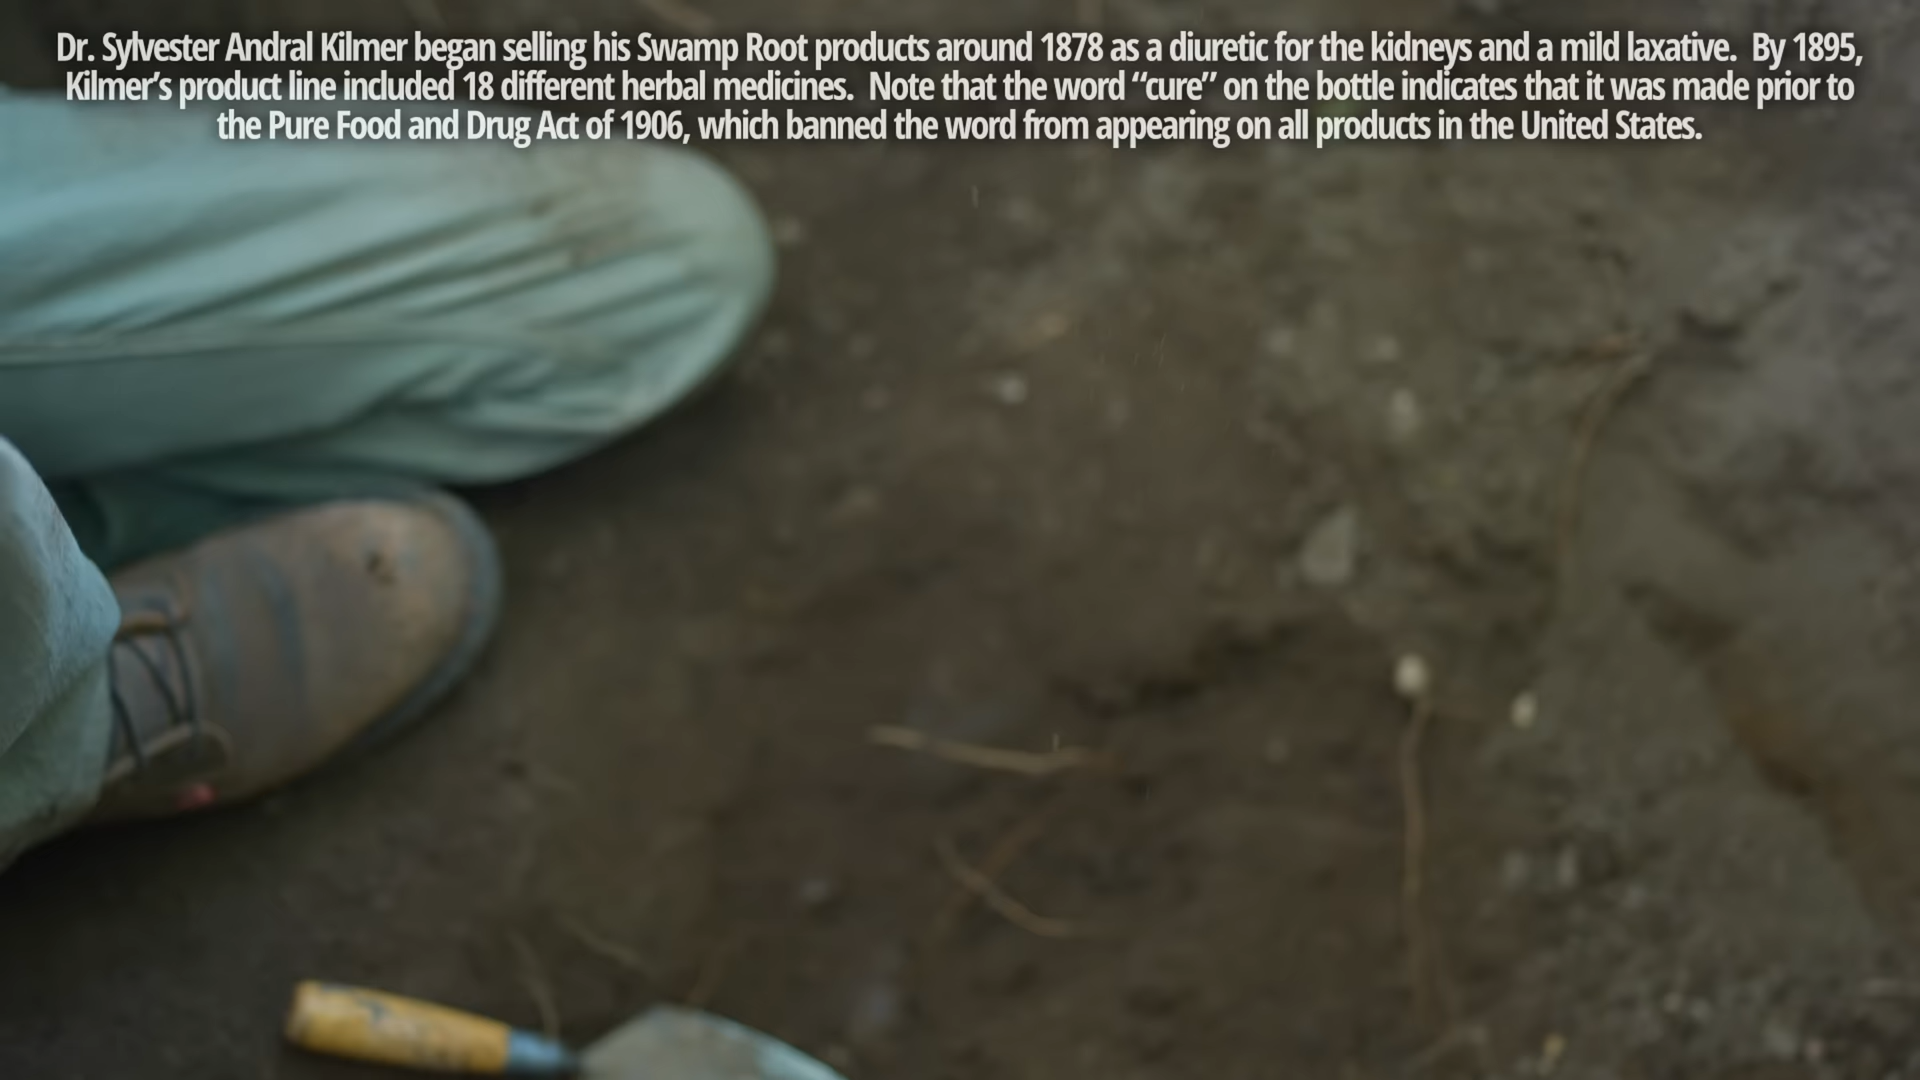 Dr. Sylvester Andral Kilmer began selling his Swamp Root products around 1878 as a diuretic for the kidneys and a mild laxative.  By 1895,
Kilmer’s product line included 18 different herbal medicines.  Note that the word “cure” on the bottle indicates that it was made prior to
the Pure Food and Drug Act of 1906, which banned the word from appearing on all products in the United States.